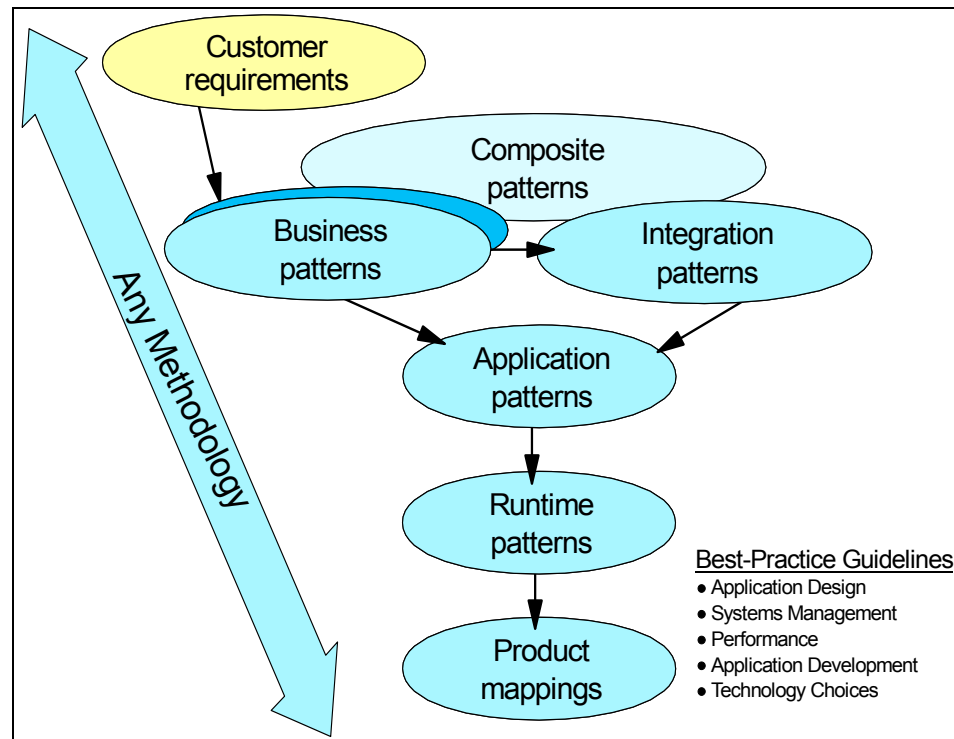 Customer
requirements
Composite
patterns
Business
patterns
Integration
patterns
Any Methodology
Application
patterns
Runtime
patterns
Product
mappings
Best-Practice Guidelines
● Application Design
● Systems Management
● Performance
● Application Development
● Technology Choices